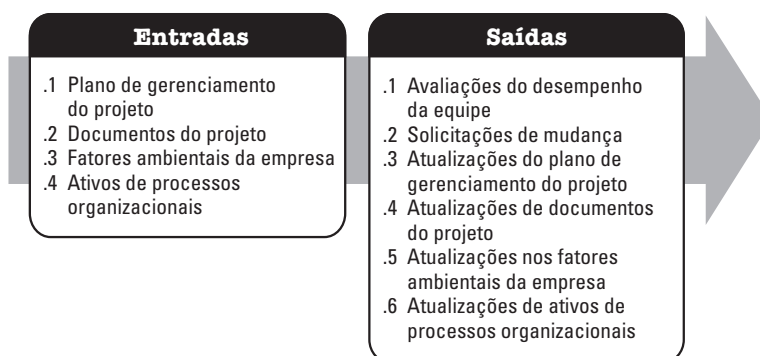 Entradas
.1 Plano de gerenciamento
do projeto
.2 Documentos do projeto
.3 Fatores ambientais da empresa
.4 Ativos de processos
organizacionais
Saídas
.1 Avaliações do desempenho
da equipe
.2 Solicitações de mudança
.3 Atualizações do plano de
gerenciamento do projeto
.4 Atualizações de documentos
do projeto
.5 Atualizações nos fatores
ambientais da empresa
.6 Atualizações de ativos de
processos organizacionais